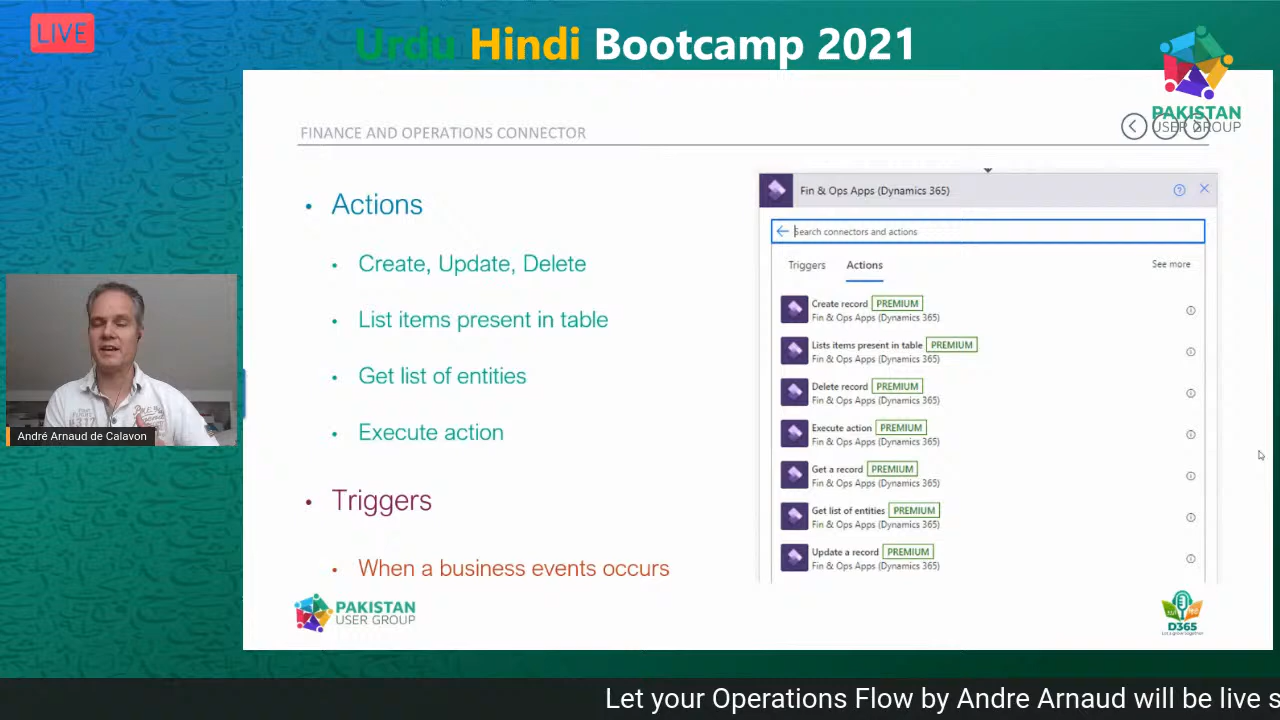 LIVE
Urdu Hindi Bootcamp 2021
PAKISTAN
USER GROUP
FINANCE AND OPERATIONS CONNECTOR
• Actions
• Create, Update, Delete
• List items present in table
• Get list of entities
• Execute action
• Triggers
• When a business events occurs
Fin & Ops Apps (Dynamics 365)
Search connectors and actions
Triggers Actions See more
Create record PREMIUM
Fin & Ops Apps (Dynamics 365)
Lists items present in table PREMIUM
Fin & Ops Apps (Dynamics 365)
Delete record PREMIUM
Fin & Ops Apps (Dynamics 365)
Execute action PREMIUM
Fin & Ops Apps (Dynamics 365)
Get a record PREMIUM
Fin & Ops Apps (Dynamics 365)
Get list of entities PREMIUM
Fin & Ops Apps (Dynamics 365)
Update a record PREMIUM
Fin & Ops Apps (Dynamics 365)
André Arnaud de Calavon
PAKISTAN
USER GROUP
D365
Let your Operations Flow by Andre Arnaud will be live s